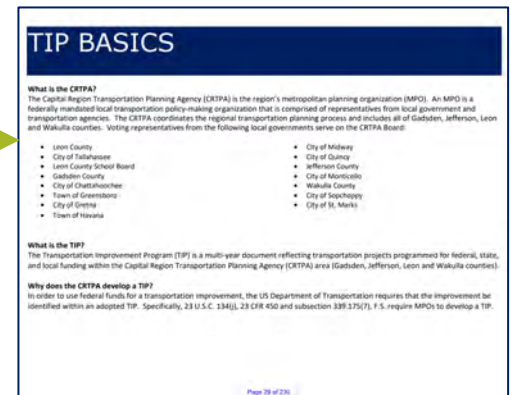 TIP BASICS
What is the CRTPA?
The Capital Region Transportation Planning Agency (CRTPA) is the region's metropolitan planning organization (MPO). An MPO is a
federally mandated local transportation policy-making organization that is comprised of representatives from local government and
transportation agencies. The CRTPA coordinates the regional transportation planning process and includes all of Gadsden, Jefferson, Leon
and Wakulla counties. Voting representatives from the following local governments serve on the CRTPA Board:
• Leon County
• City of Tallahassee
• Leon County School Board
• Gadsden County
• City of Chattahoochee
• Town of Greensboro
• City of Gretna
• Town of Havana
• City of Midway
• City of Quincy
• Jefferson County
• City of Monticello
• Wakulla County
• City of Sopchoppy
• City of St. Marks
What is the TIP?
The Transportation Improvement Program (TIP) is a multi-year document reflecting transportation projects programmed for federal, state,
and local funding within the Capital Region Transportation Planning Agency (CRTPA) area (Gadsden, Jefferson, Leon and Wakulla counties).
Why does the CRTPA develop a TIP?
In order to use federal funds for a transportation improvement, the US Department of Transportation requires that the improvement be
identified within an adopted TIP. Specifically, 23 U.S.C. 134(j), 23 CFR 450 and subsection 339.175(7), F.S. require MPOs to develop a TIP.
Page 29 of 230